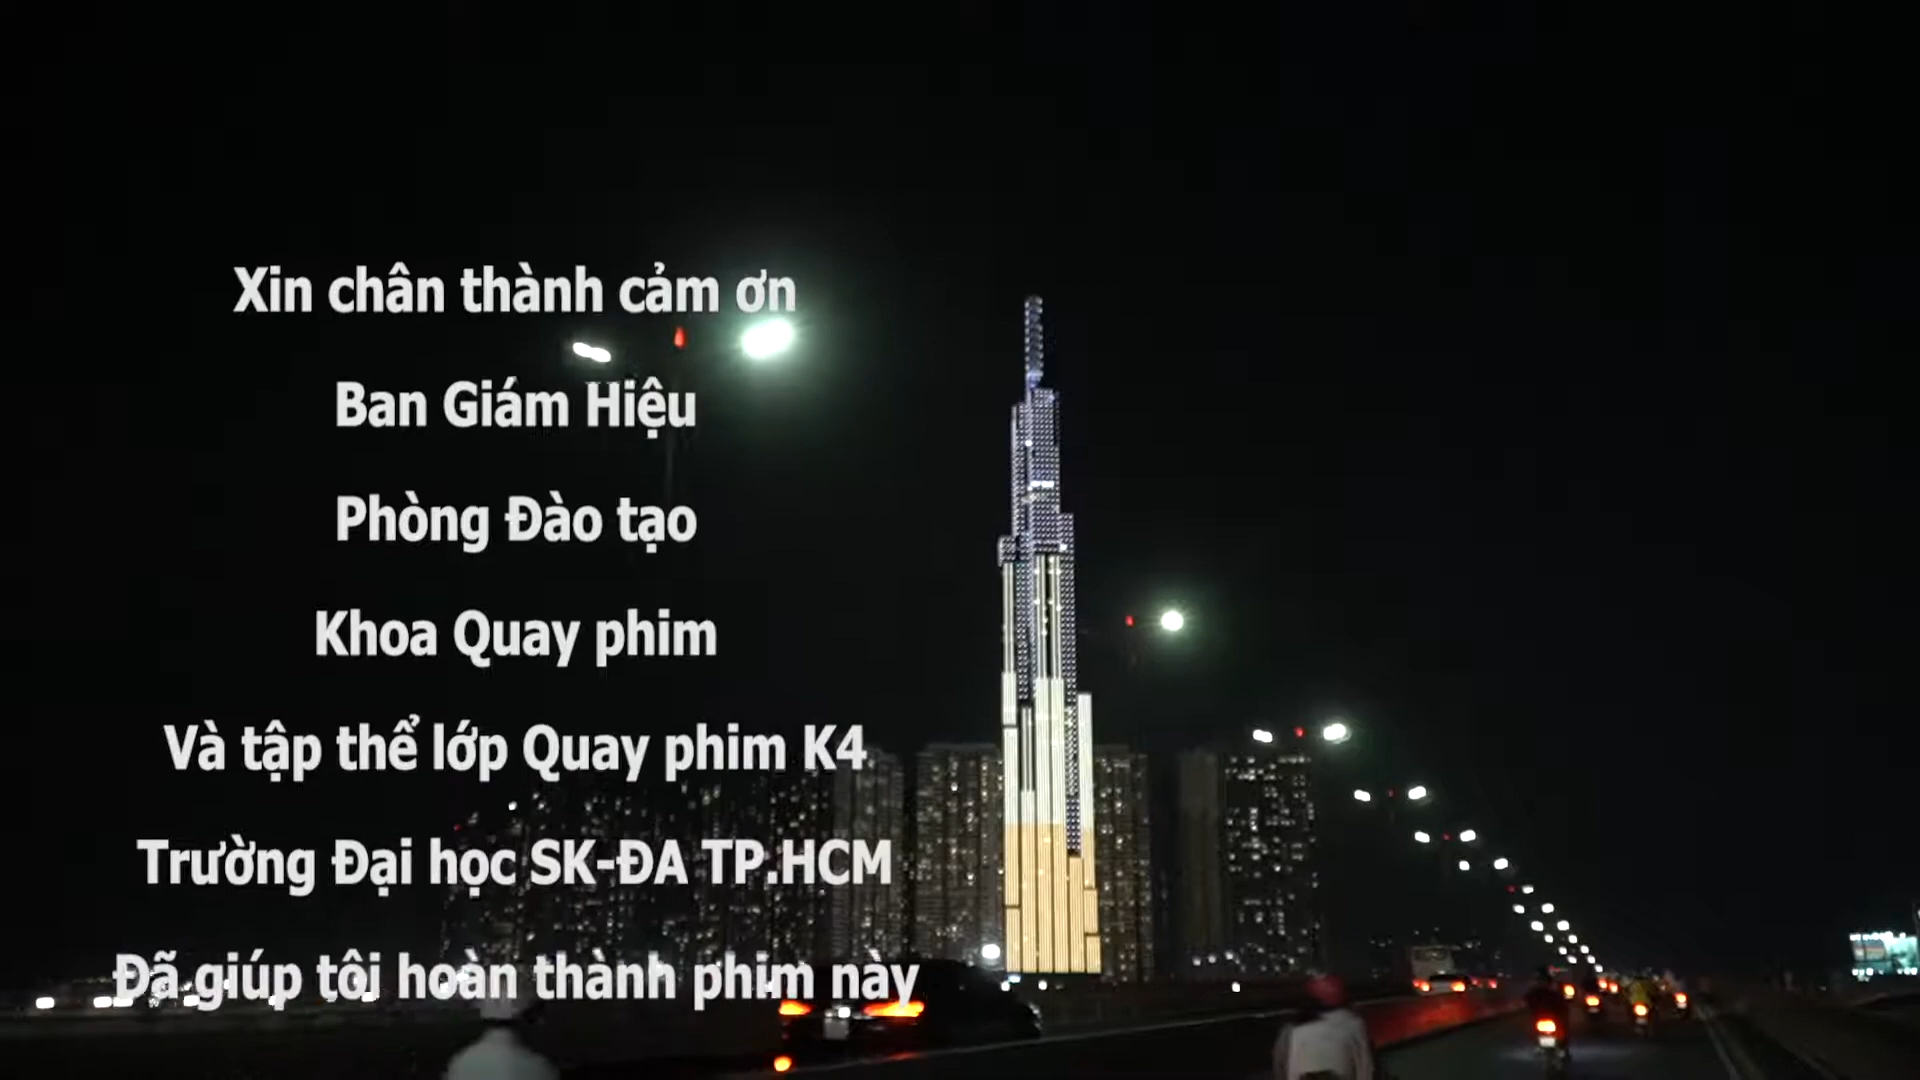 Xin chân thành cảm ơn
Ban Giám Hiệu
Phòng Đào tạo
Khoa Quay phim
Và tập thể lớp Quay phim K4
Trường Đại học SK-ĐA TP.HCM
Đã giúp tôi hoàn thành phim này